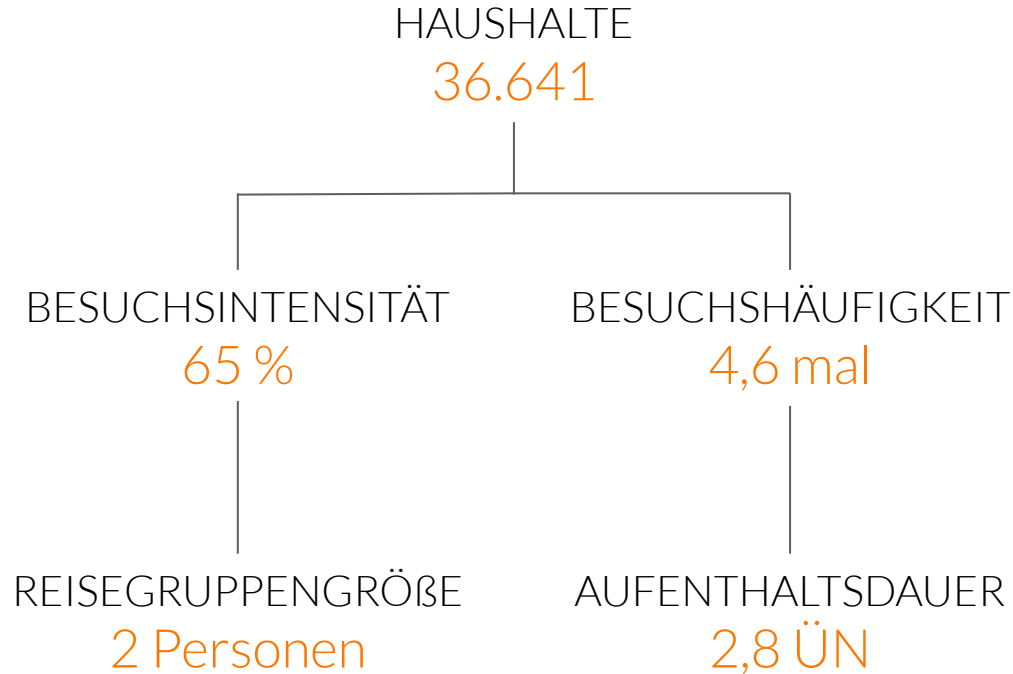 HAUSHALTE
36.641
BESUCHSINTENSITÄT
65 %
BESUCHSHÄUFIGKEIT
4,6 mal
REISEGRUPPENGRÖßE
2 Personen
AUFENTHALTSDAUER
2,8 ÜN